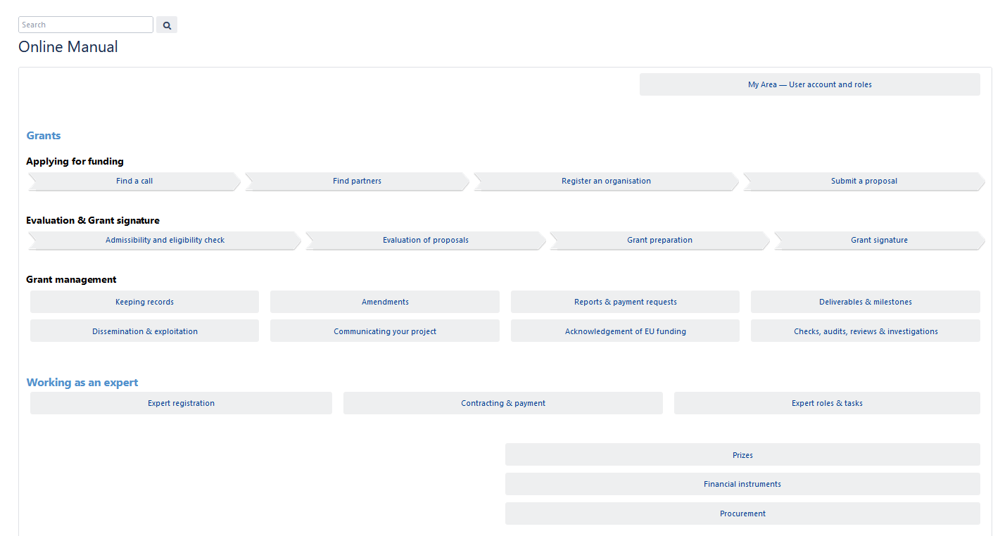 Search
Online Manual
My Area — User account and roles
Grants
Applying for funding
Find a call
Find partners
Register an organisation
Submit a proposal
Evaluation & Grant signature
Admissibility and eligibility check
Evaluation of proposals
Grant preparation
Grant signature
Grant management
Keeping records
Amendments
Reports & payment requests
Deliverables & milestones
Dissemination & exploitation
Communicating your project
Acknowledgement of EU funding
Checks, audits, reviews & investigations
Working as an expert
Expert registration
Contracting & payment
Expert roles & tasks
Prizes
Financial instruments
Procurement